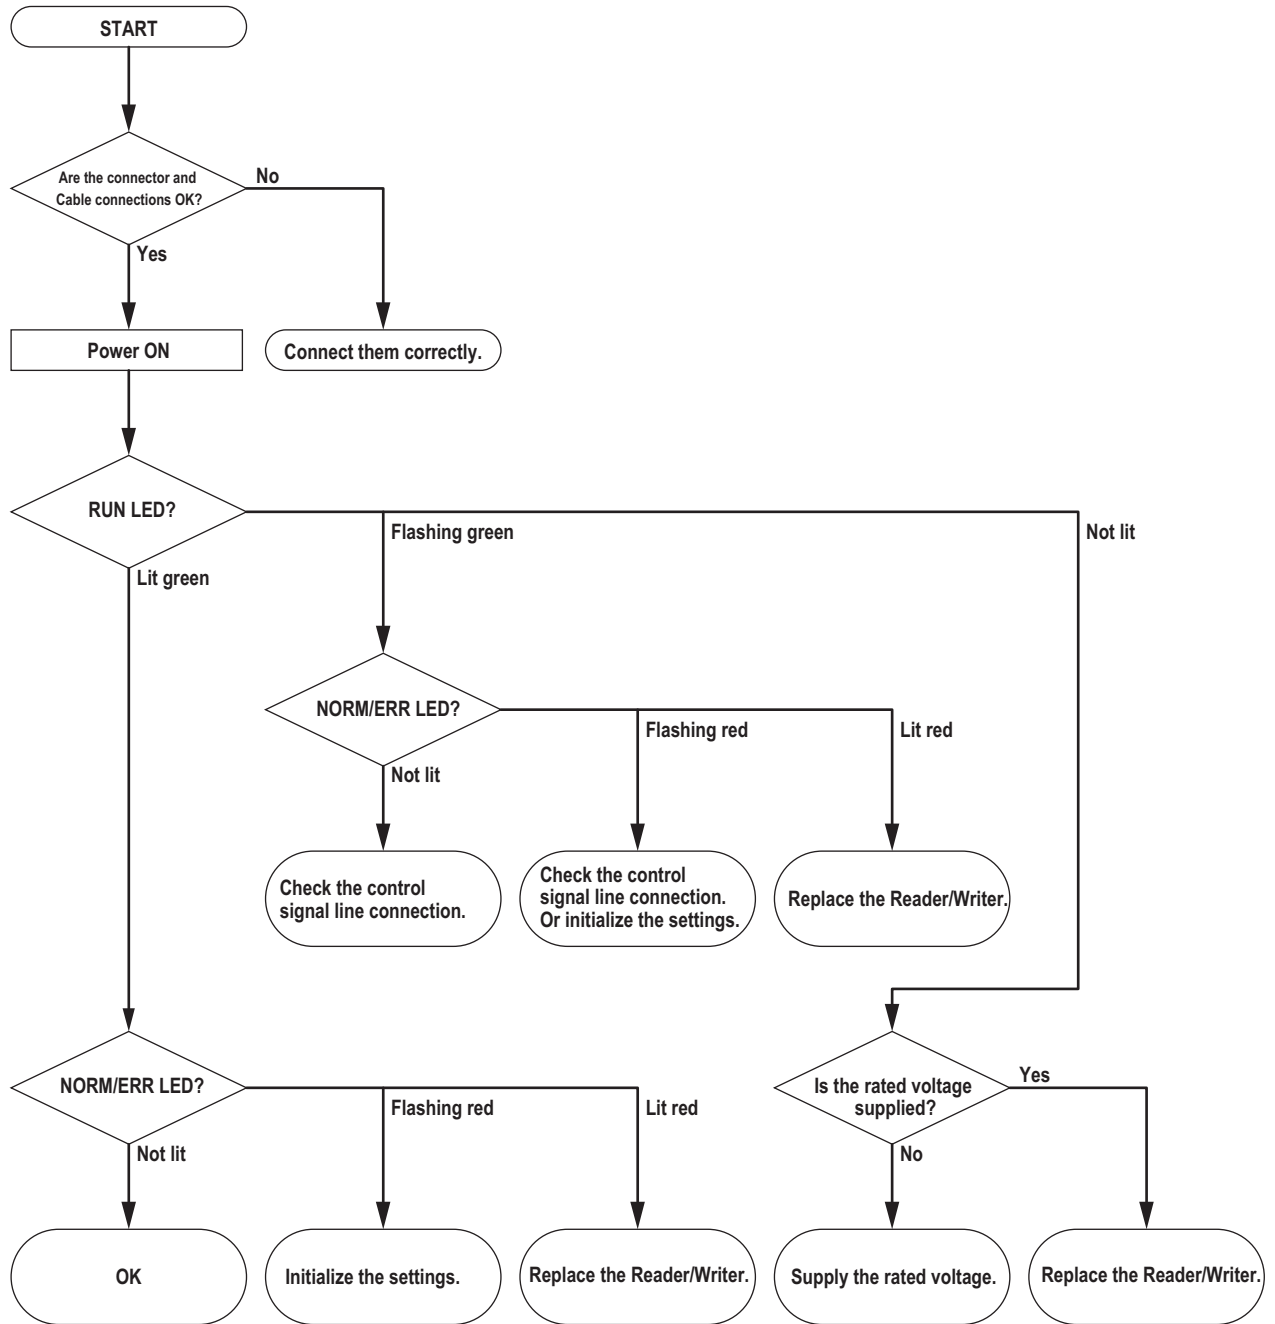 START
Are the connector and
Cable connections OK?
No
Yes
Power ON
Connect them correctly.
RUN LED?
Flashing green
Not lit
Lit green
NORM/ERR LED?
Flashing red
Lit red
Not lit
Check the control
signal line connection.
Check the control
signal line connection.
Or initialize the settings.
Replace the Reader/Writer.
NORM/ERR LED?
Flashing red
Lit red
Not lit
Is the rated voltage
supplied?
Yes
No
OK
Initialize the settings.
Replace the Reader/Writer.
Supply the rated voltage.
Replace the Reader/Writer.